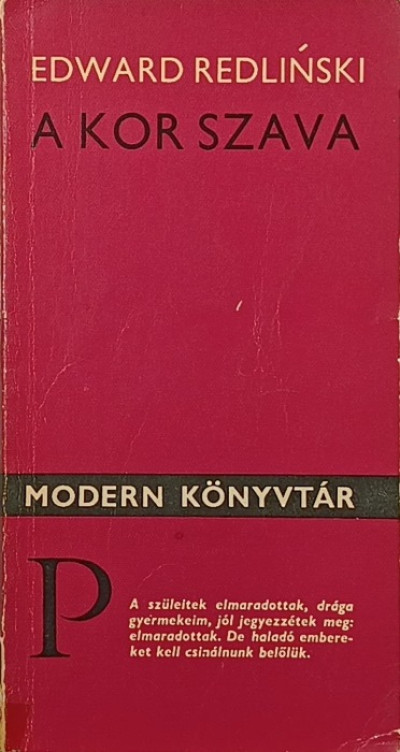 EDWARD REDLIŃSKI
A KOR SZAVA
MODERN KÖNYVTÁR
P
A szüleitek elmaradottak, drága
gyermekeim, jól jegyezzétek meg:
elmaradottak. De haladó embere-
ket kell csinálnunk belőlük.